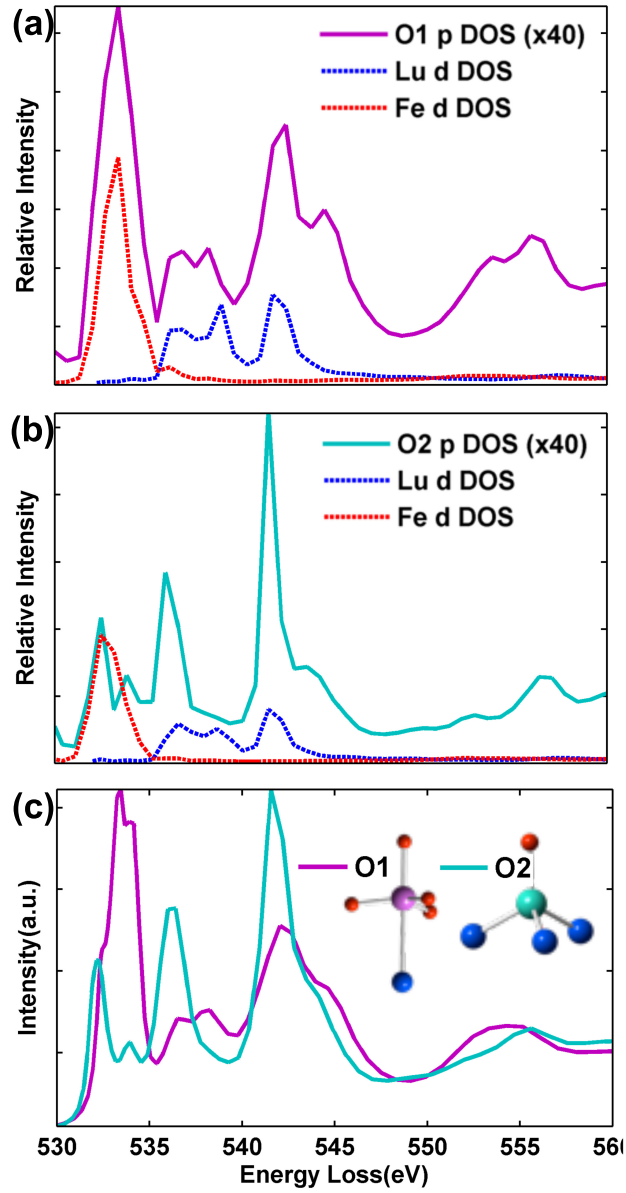 (a)
O1 p DOS (x40)
Lu d DOS
Fe d DOS
Relative Intensity
(b)
O2 p DOS (x40)
Lu d DOS
Fe d DOS
Relative Intensity
(c)
O1
O2
Intensity(a.u.)
530 535 540 545 550 555 560
Energy Loss(eV)